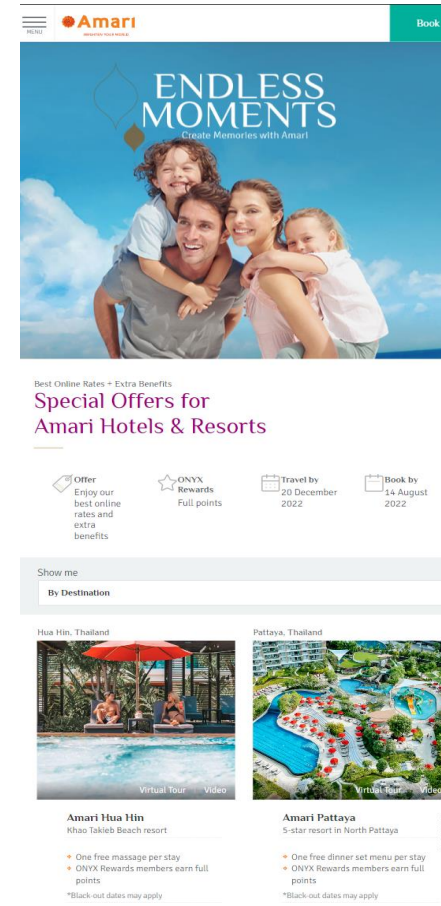 MENU
Amari
Book
ENDLESS
MOMENTS
Create Memories with Amari
Best Online Rates + Extra Benefits
Special Offers for
Amari Hotels & Resorts
Offer
Enjoy our
best online
rates and
extra
benefits
ONYX
Rewards
Full points
Travel by
20 December
2022
Book by
14 August
2022
Show me
By Destination
Hua Hin, Thailand
Virtual Tour Video
Amari Hua Hin
Khao Takieb Beach resort
One free massage per stay
ONYX Rewards members earn full
points
*Black-out dates may apply
Pattaya, Thailand
Virtual Tour Video
Amari Pattaya
5-star resort in North Pattaya
One free dinner set menu per stay
ONYX Rewards members earn full
points
*Black-out dates may apply